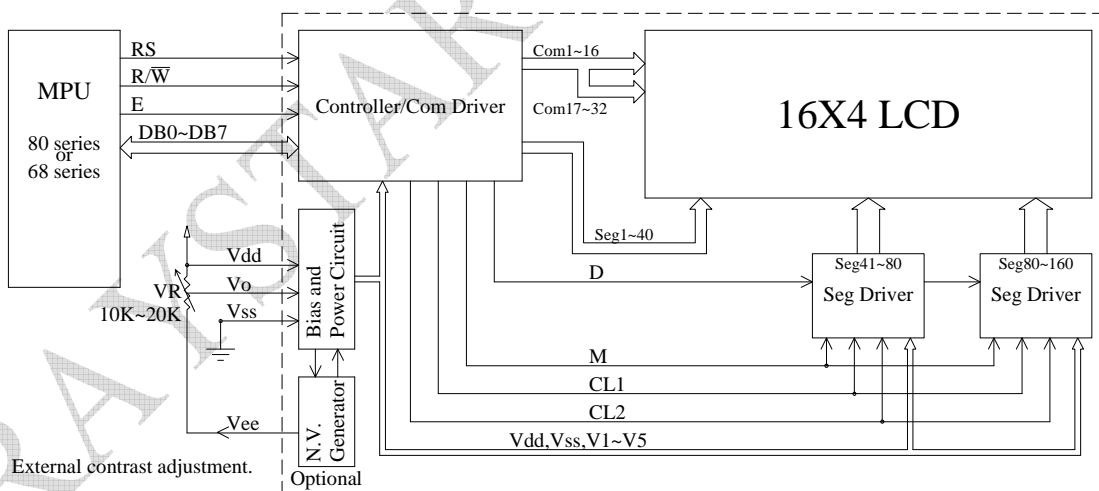 RS
R/W̅
E
DB0~DB7
MPU
80 series
or
68 series
Controller/Com Driver
Com1~16
Com17~32
16X4 LCD
Seg1~40
D
Seg41~80
Seg Driver
Seg80~160
Seg Driver
Vdd
Vo
Vss
VR
10K~20K
Bias and
Power Circuit
M
CL1
CL2
Vdd,Vss,V1~V5
Vee
N.V.
Generator
Optional
External contrast adjustment.
RAYSTAR